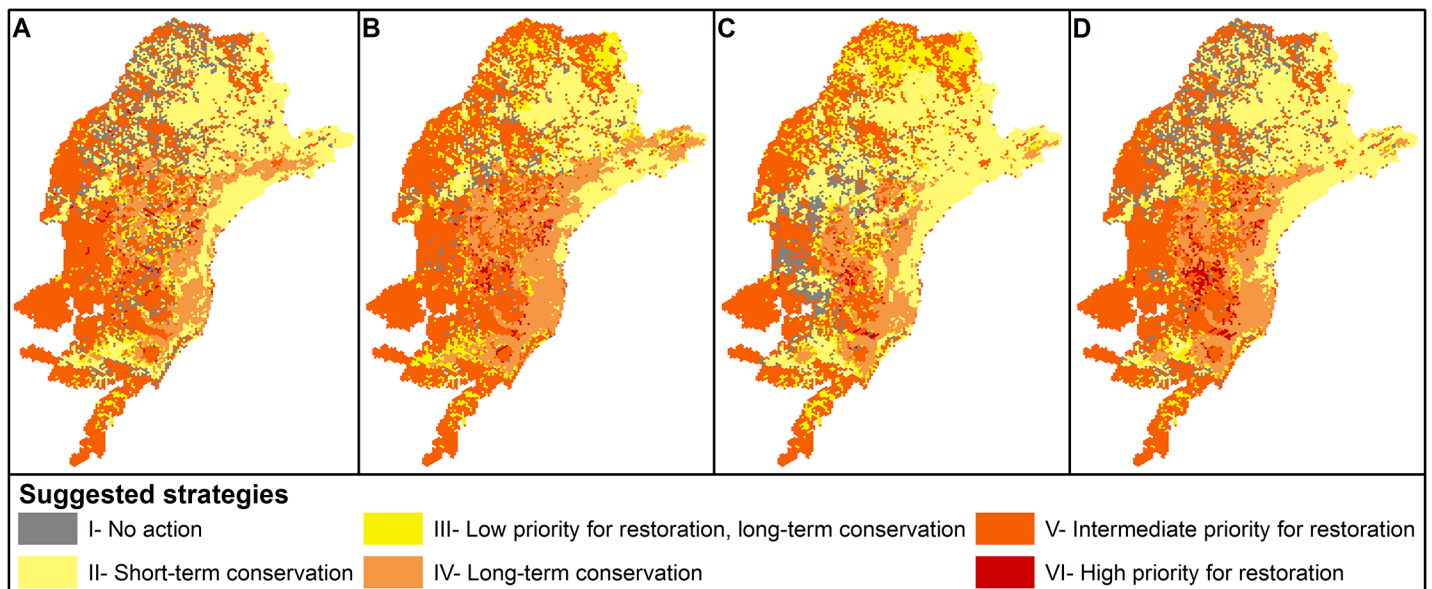 A
B
C
D
Suggested strategies
I- No action
III- Low priority for restoration, long-term conservation
V- Intermediate priority for restoration
II- Short-term conservation
IV- Long-term conservation
VI- High priority for restoration